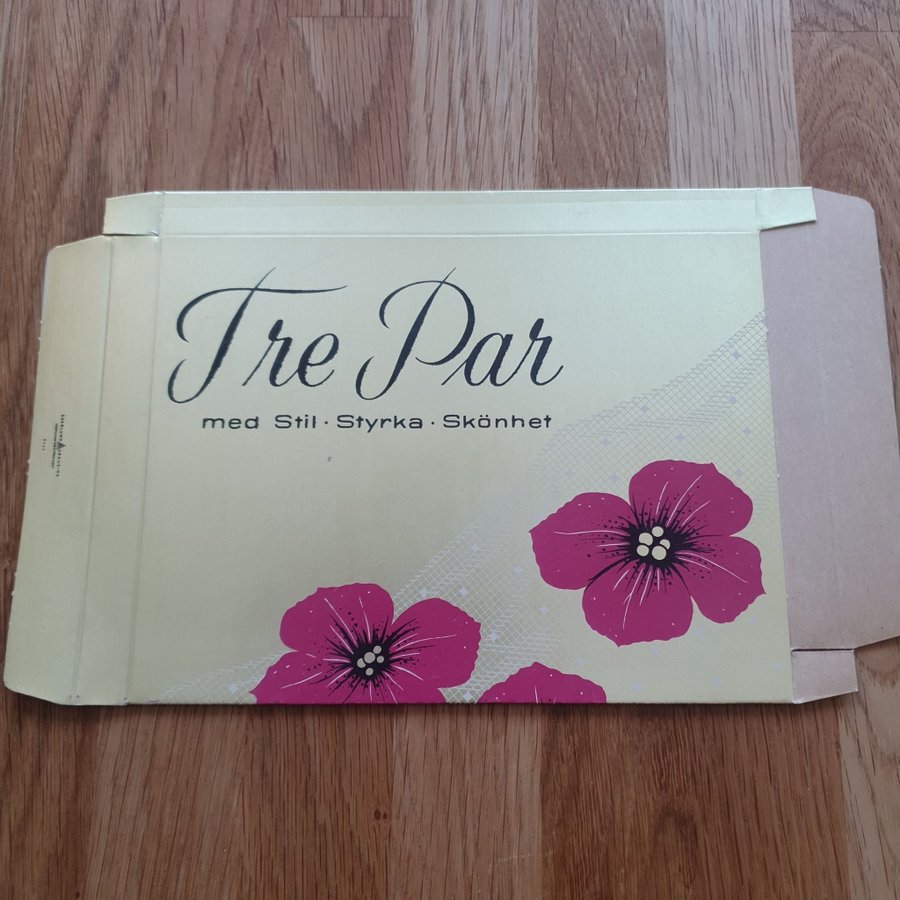 Tre Par
med Stil · Styrka · Skönhet